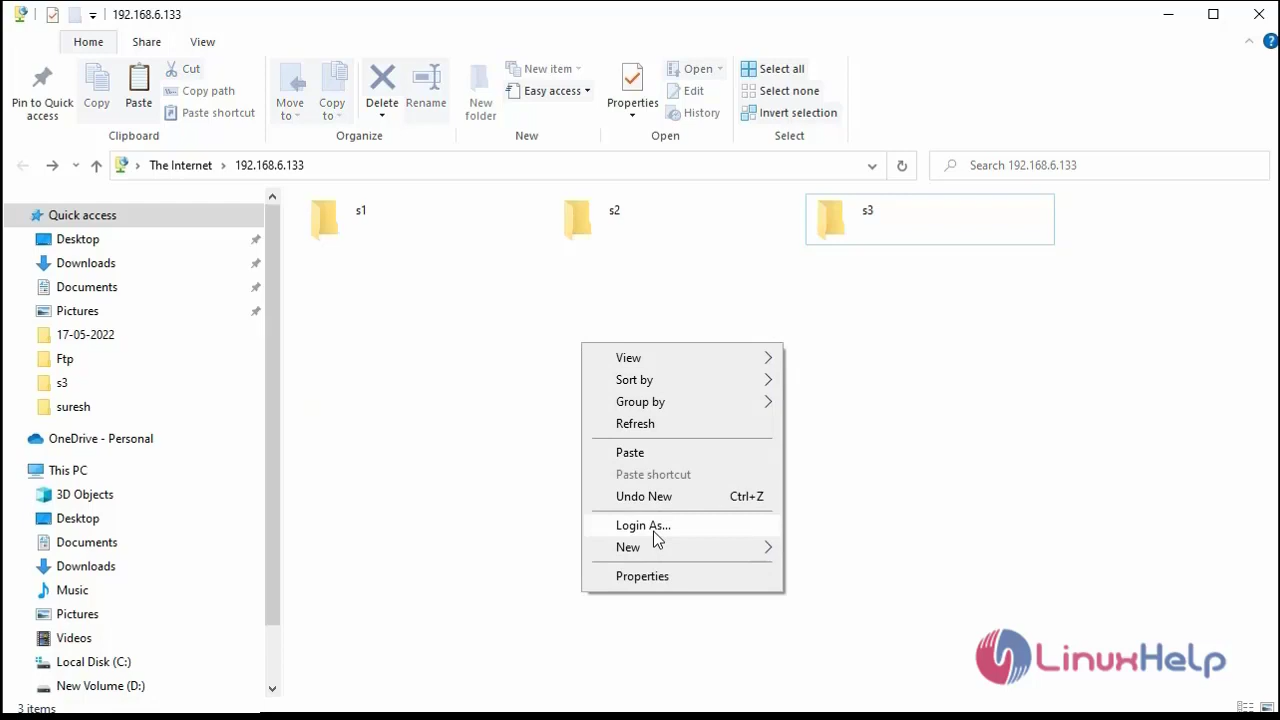 192.168.6.133
Home Share View
Pin to Quick access
Copy
Paste
Cut
Copy path
Paste shortcut
Clipboard
Move to
Copy to
Delete
Rename
Organize
New folder
New item
Easy access
New
Properties
Open
Edit
History
Open
Select all
Select none
Invert selection
Select
The Internet > 192.168.6.133
Search 192.168.6.133
Quick access
Desktop
Downloads
Documents
Pictures
17-05-2022
Ftp
s3
suresh
OneDrive - Personal
This PC
3D Objects
Desktop
Documents
Downloads
Music
Pictures
Videos
Local Disk (C:)
New Volume (D:)
3 items
s1
s2
s3
View
Sort by
Group by
Refresh
Paste
Paste shortcut
Undo New Ctrl+Z
Login As...
New
Properties
LinuxHelp